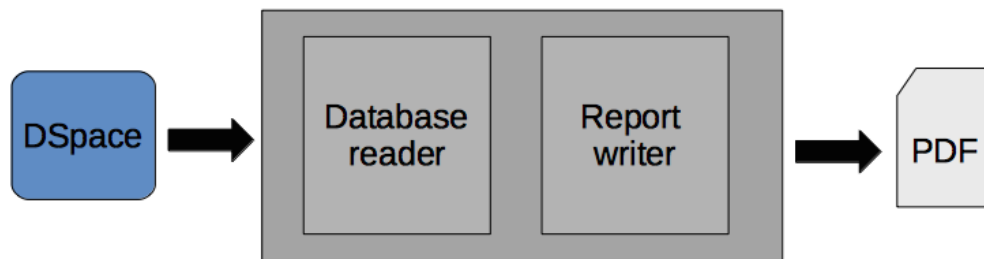 DSpace
Database
reader
Report
writer
PDF